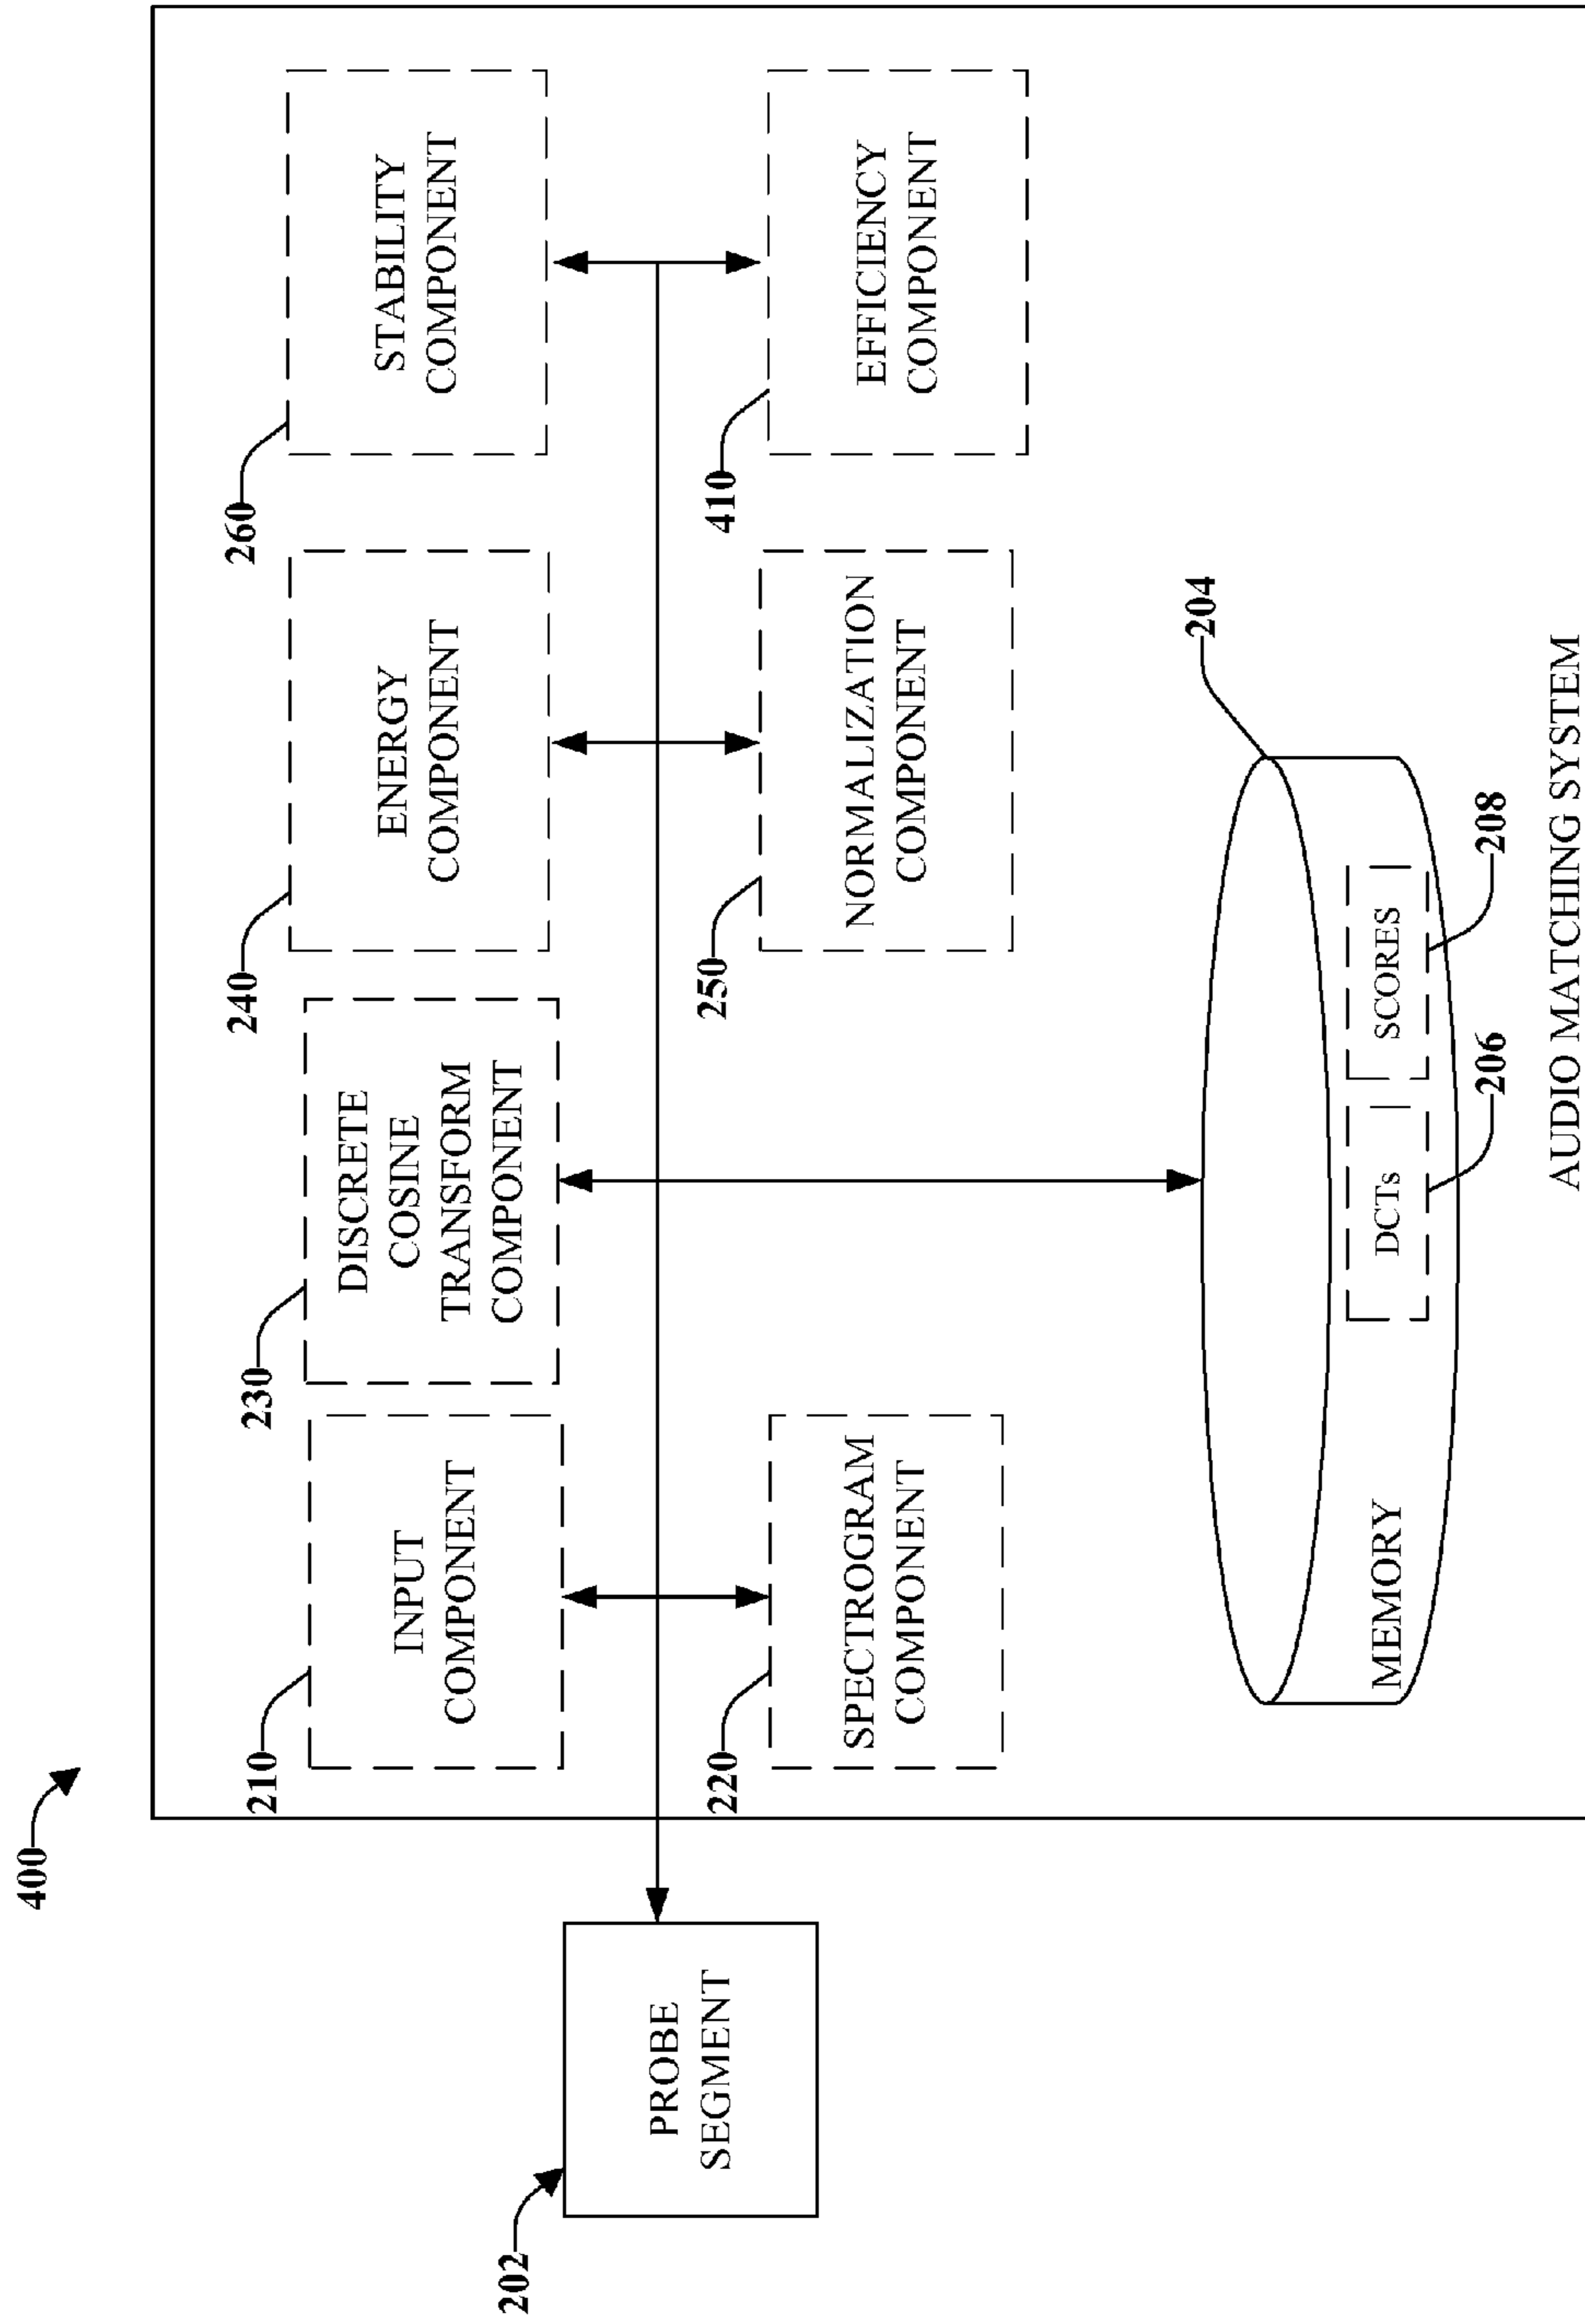 400
202
PROBE
SEGMENT
210
INPUT
COMPONENT
230
DISCRETE
COSINE
TRANSFORM
COMPONENT
240
ENERGY
COMPONENT
260
STABILITY
COMPONENT
220
SPECTROGRAM
COMPONENT
250
NORMALIZATION
COMPONENT
410
EFFICIENCY
COMPONENT
204
MEMORY
DCTs
SCORES
206
208
AUDIO MATCHING SYSTEM